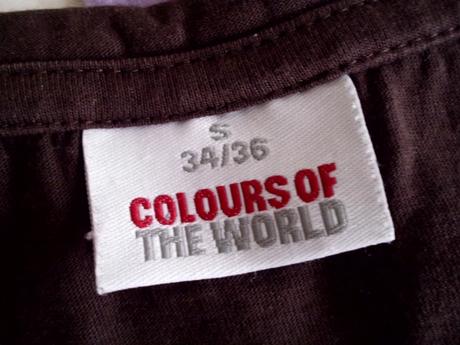 S
34/36
COLOURS OF
THE WORLD